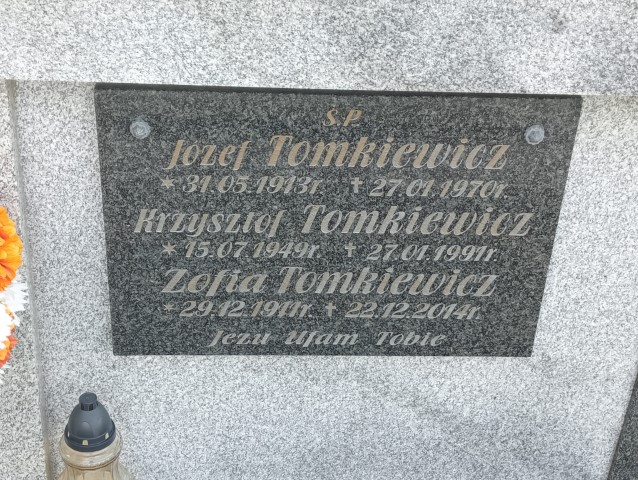 Ś.P
Józef Tomkiewicz
* 31.05.1913r. † 27.01.1970r.
Krzysztof Tomkiewicz
* 15.07.1949r. † 27.01.1991r.
Zofia Tomkiewicz
* 29.12.1911r. † 22.12.2014r.
Jezu Ufam Tobie